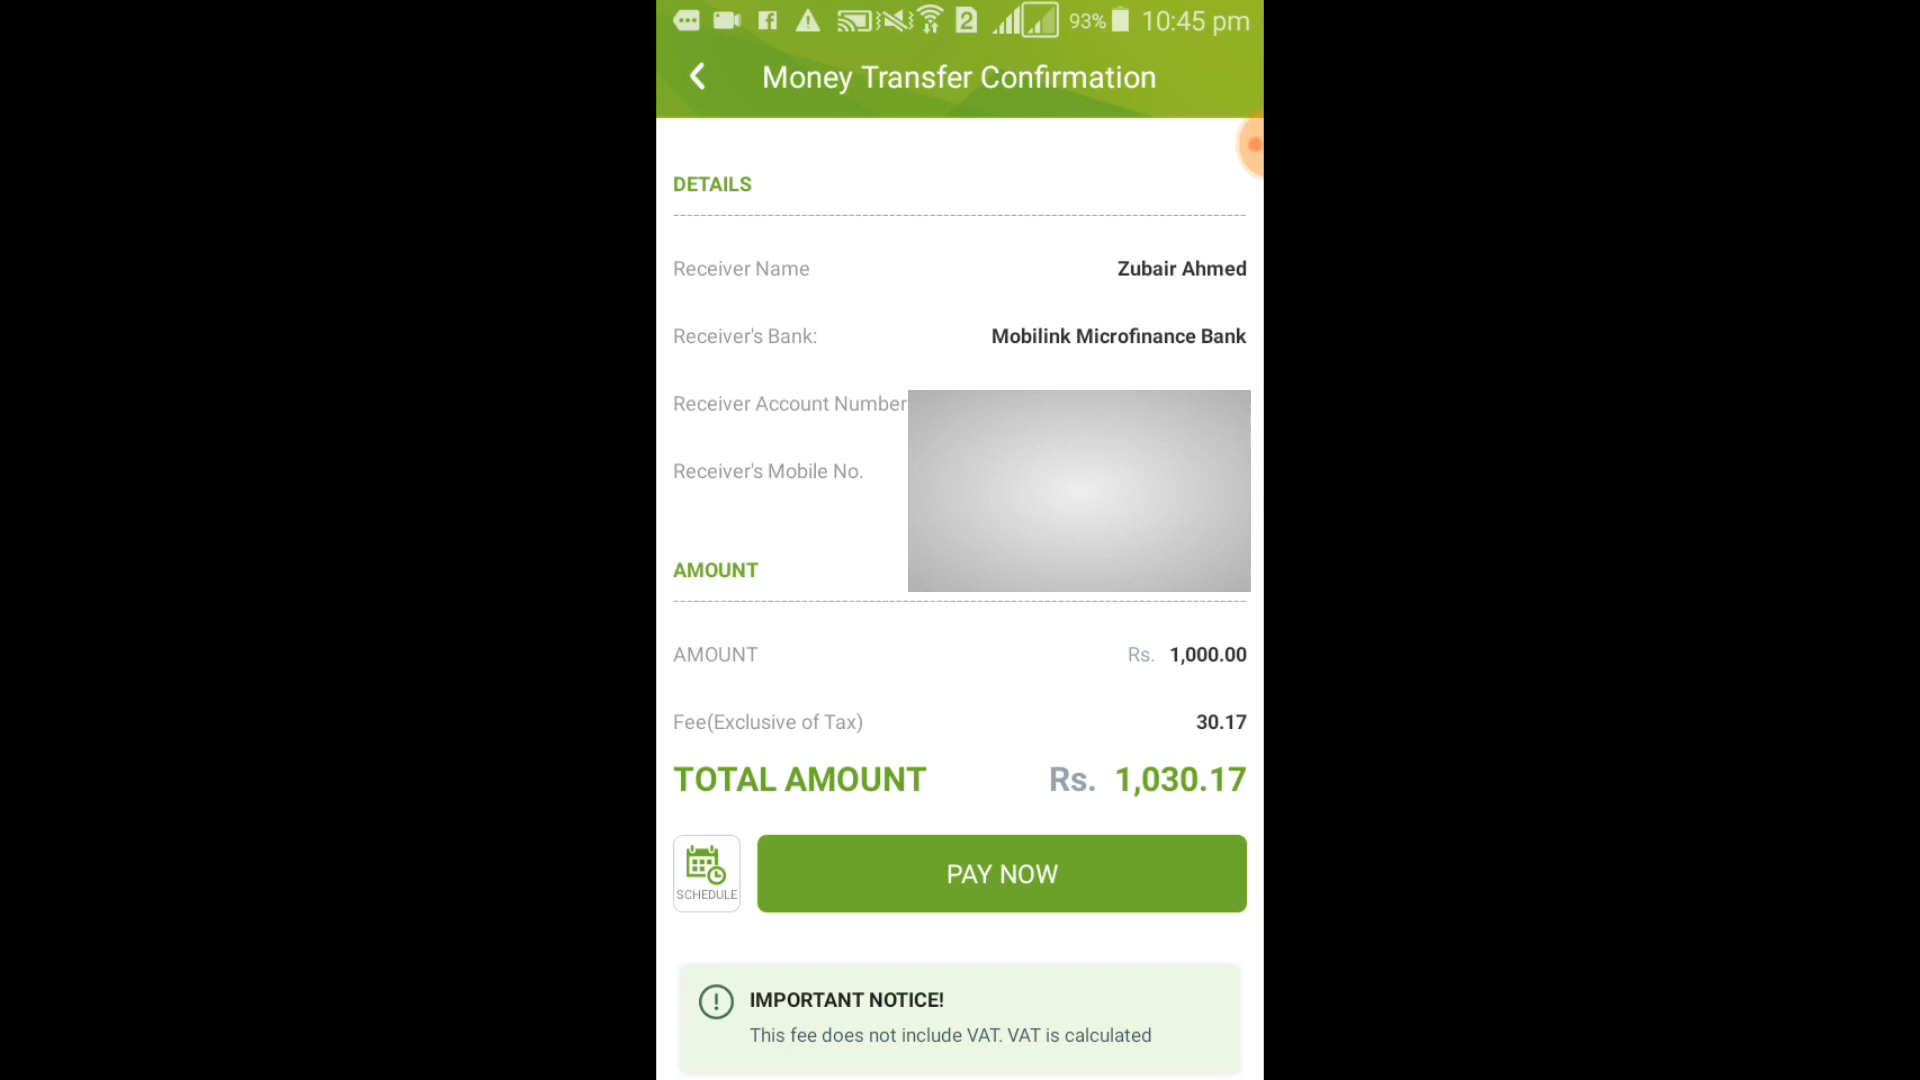 2 93% 10:45 pm
Money Transfer Confirmation
DETAILS
Receiver Name Zubair Ahmed
Receiver's Bank: Mobilink Microfinance Bank
Receiver Account Number
Receiver's Mobile No.
AMOUNT
AMOUNT Rs. 1,000.00
Fee(Exclusive of Tax) 30.17
TOTAL AMOUNT Rs. 1,030.17
SCHEDULE
PAY NOW
IMPORTANT NOTICE!
This fee does not include VAT. VAT is calculated